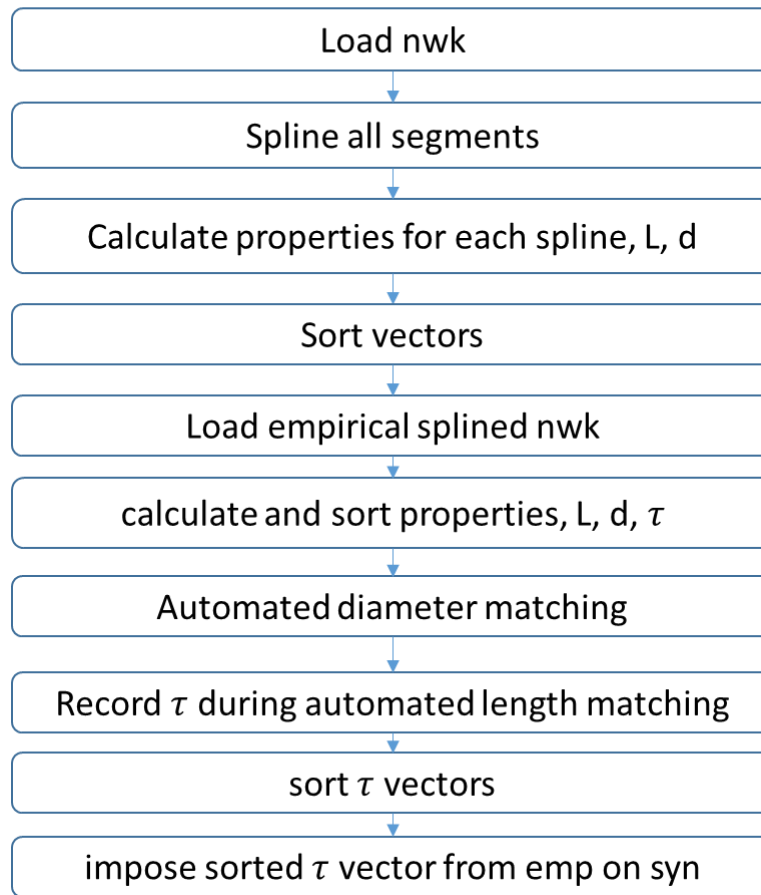 Load nwk
Spline all segments
Calculate properties for each spline, L, d
Sort vectors
Load empirical splined nwk
calculate and sort properties, L, d, τ
Automated diameter matching
Record τ during automated length matching
sort τ vectors
impose sorted τ vector from emp on syn